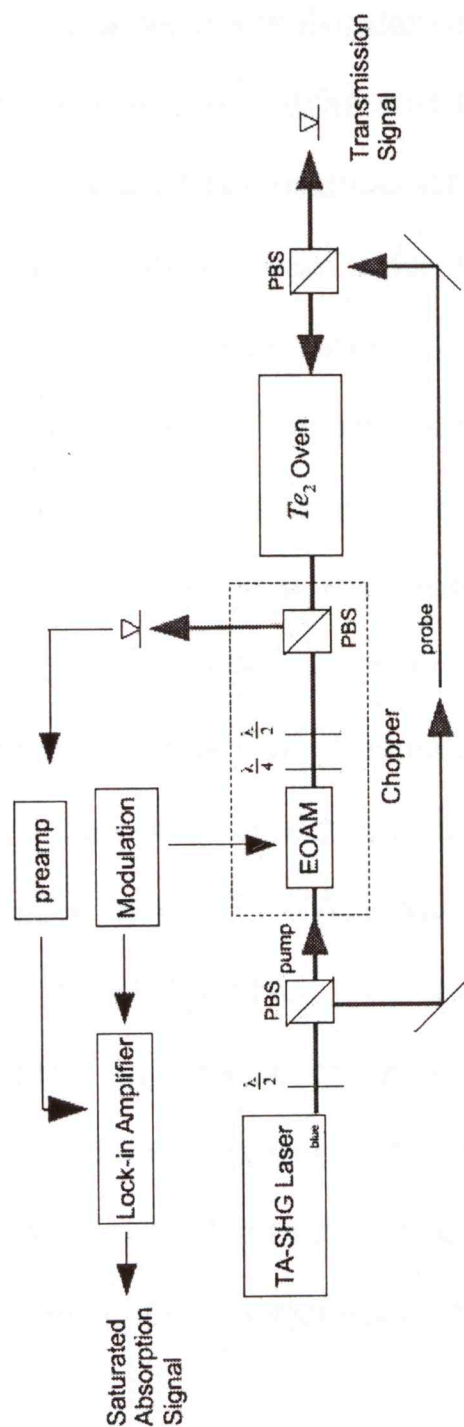 Saturated
Absorption
Signal
Lock-in Amplifier
preamp
Modulation
TA-SHG Laser
blue
λ/2
PBS
pump
EOAM
λ/4
λ/2
PBS
Chopper
probe
Te₂ Oven
PBS
Transmission
Signal